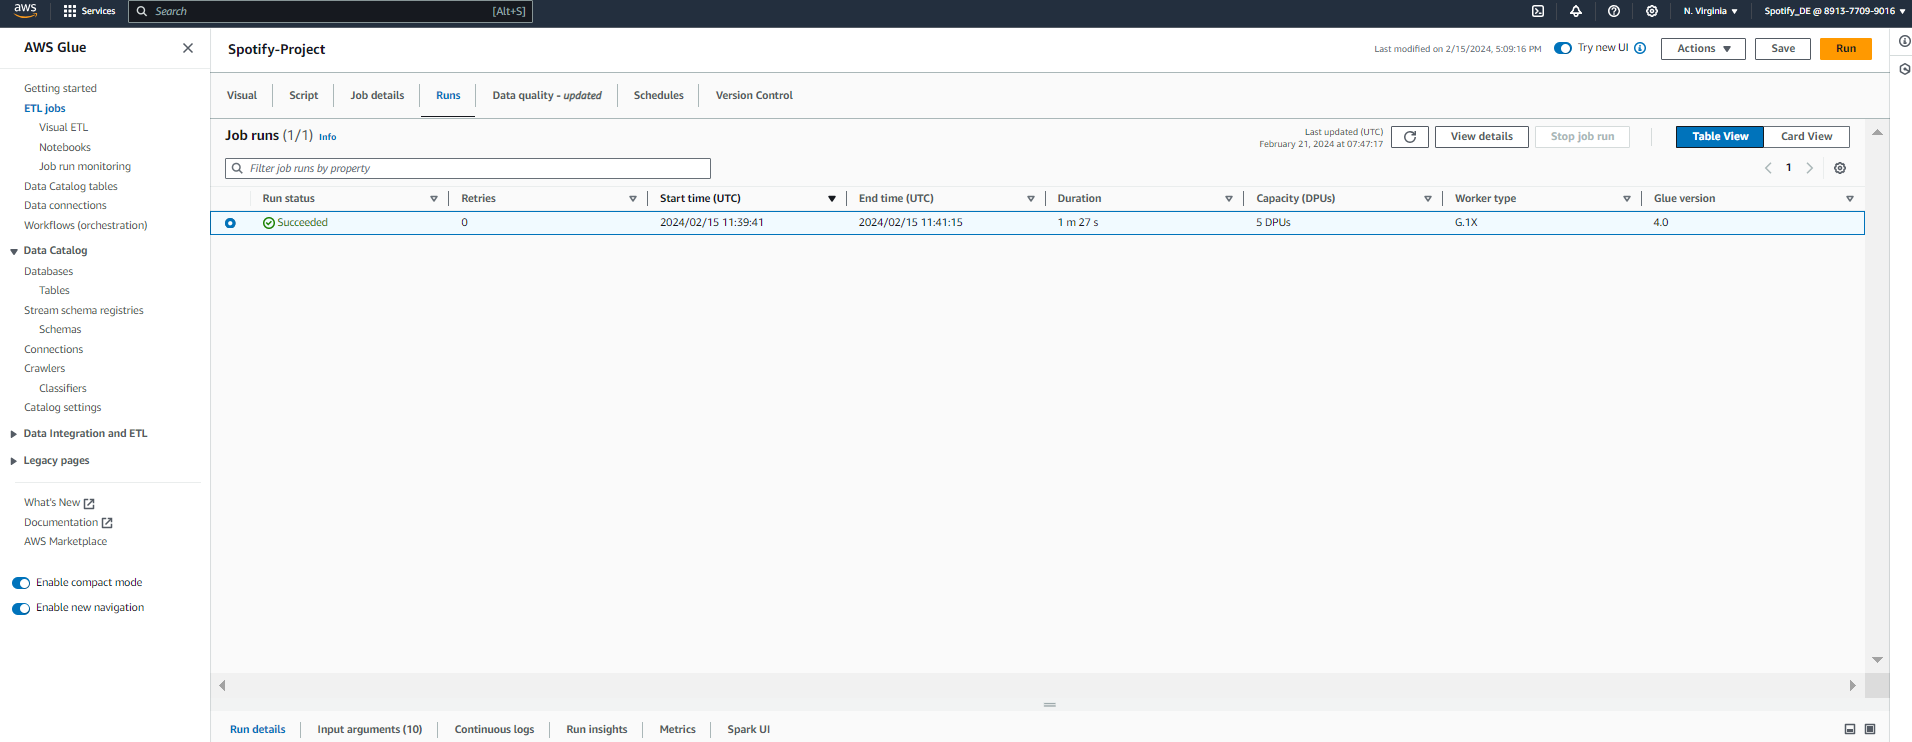 aws
Services
Search
[Alt+S]
N. Virginia
Spotify_DE @ 8913-7709-9016
AWS Glue
Getting started
ETL jobs
Visual ETL
Notebooks
Job run monitoring
Data Catalog tables
Data connections
Workflows (orchestration)
Data Catalog
Databases
Tables
Stream schema registries
Schemas
Connections
Crawlers
Classifiers
Catalog settings
Data Integration and ETL
Legacy pages
What's New
Documentation
AWS Marketplace
Enable compact mode
Enable new navigation
Spotify-Project
Last modified on 2/15/2024, 5:09:16 PM
Try new UI
Actions
Save
Run
Visual
Script
Job details
Runs
Data quality - updated
Schedules
Version Control
Job runs (1/1) Info
Last updated (UTC)
February 21, 2024 at 07:47:17
View details
Stop job run
Table View
Card View
Filter job runs by property
1
Run status Retries Start time (UTC) End time (UTC) Duration Capacity (DPUs) Worker type Glue version
Succeeded 0 2024/02/15 11:39:41 2024/02/15 11:41:15 1 m 27 s 5 DPUs G.1X 4.0
Run details
Input arguments (10)
Continuous logs
Run insights
Metrics
Spark UI